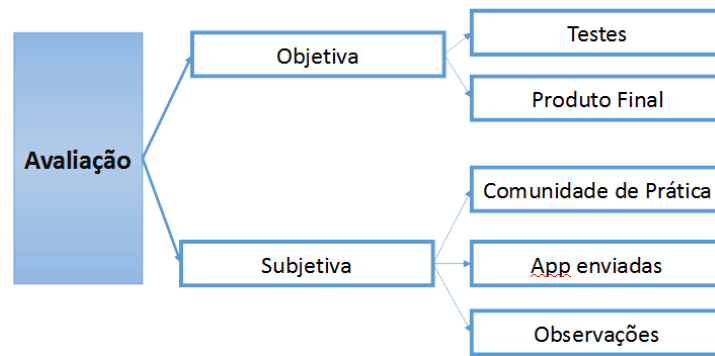 Avaliação
Objetiva
Testes
Produto Final
Subjetiva
Comunidade de Prática
App enviadas
Observações